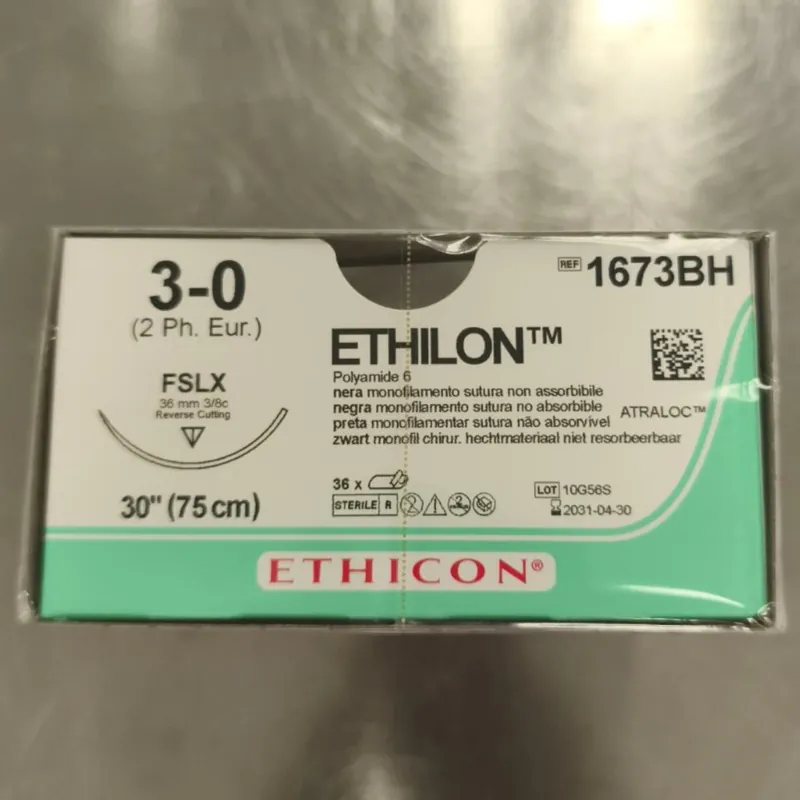 3-0
(2 Ph. Eur.)
FSLX
36 mm 3/8c
Reverse Cutting
30" (75 cm)
REF 1673BH
ETHILON™
Polyamide 6
nera monofilamento sutura non assorbibile
negra monofilamento sutura no absorbible
preta monofilamentar sutura não absorvível
zwart monofil chirur. hechtmateriaal niet resorbeerbaar
ATRALOC™
36 x
STERILE R
2
LOT 10G56S
2031-04-30
ETHICON®